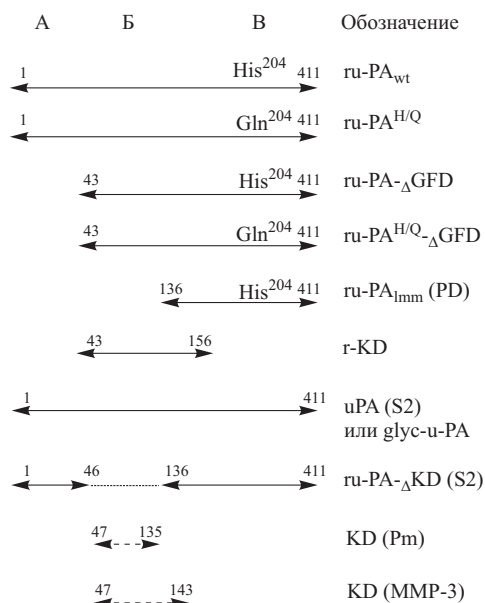 А Б В Обозначение
1 His204 411 ru-PAwt
1 Gln204 411 ru-PAH/Q
43 His204 411 ru-PA-ΔGFD
43 Gln204 411 ru-PAH/Q-ΔGFD
136 His204 411 ru-PAlmm (PD)
43 156 r-KD
1 411 uPA (S2)
или glyc-u-PA
1 46 136 411 ru-PA-ΔKD (S2)
47 135 KD (Pm)
47 143 KD (MMP-3)